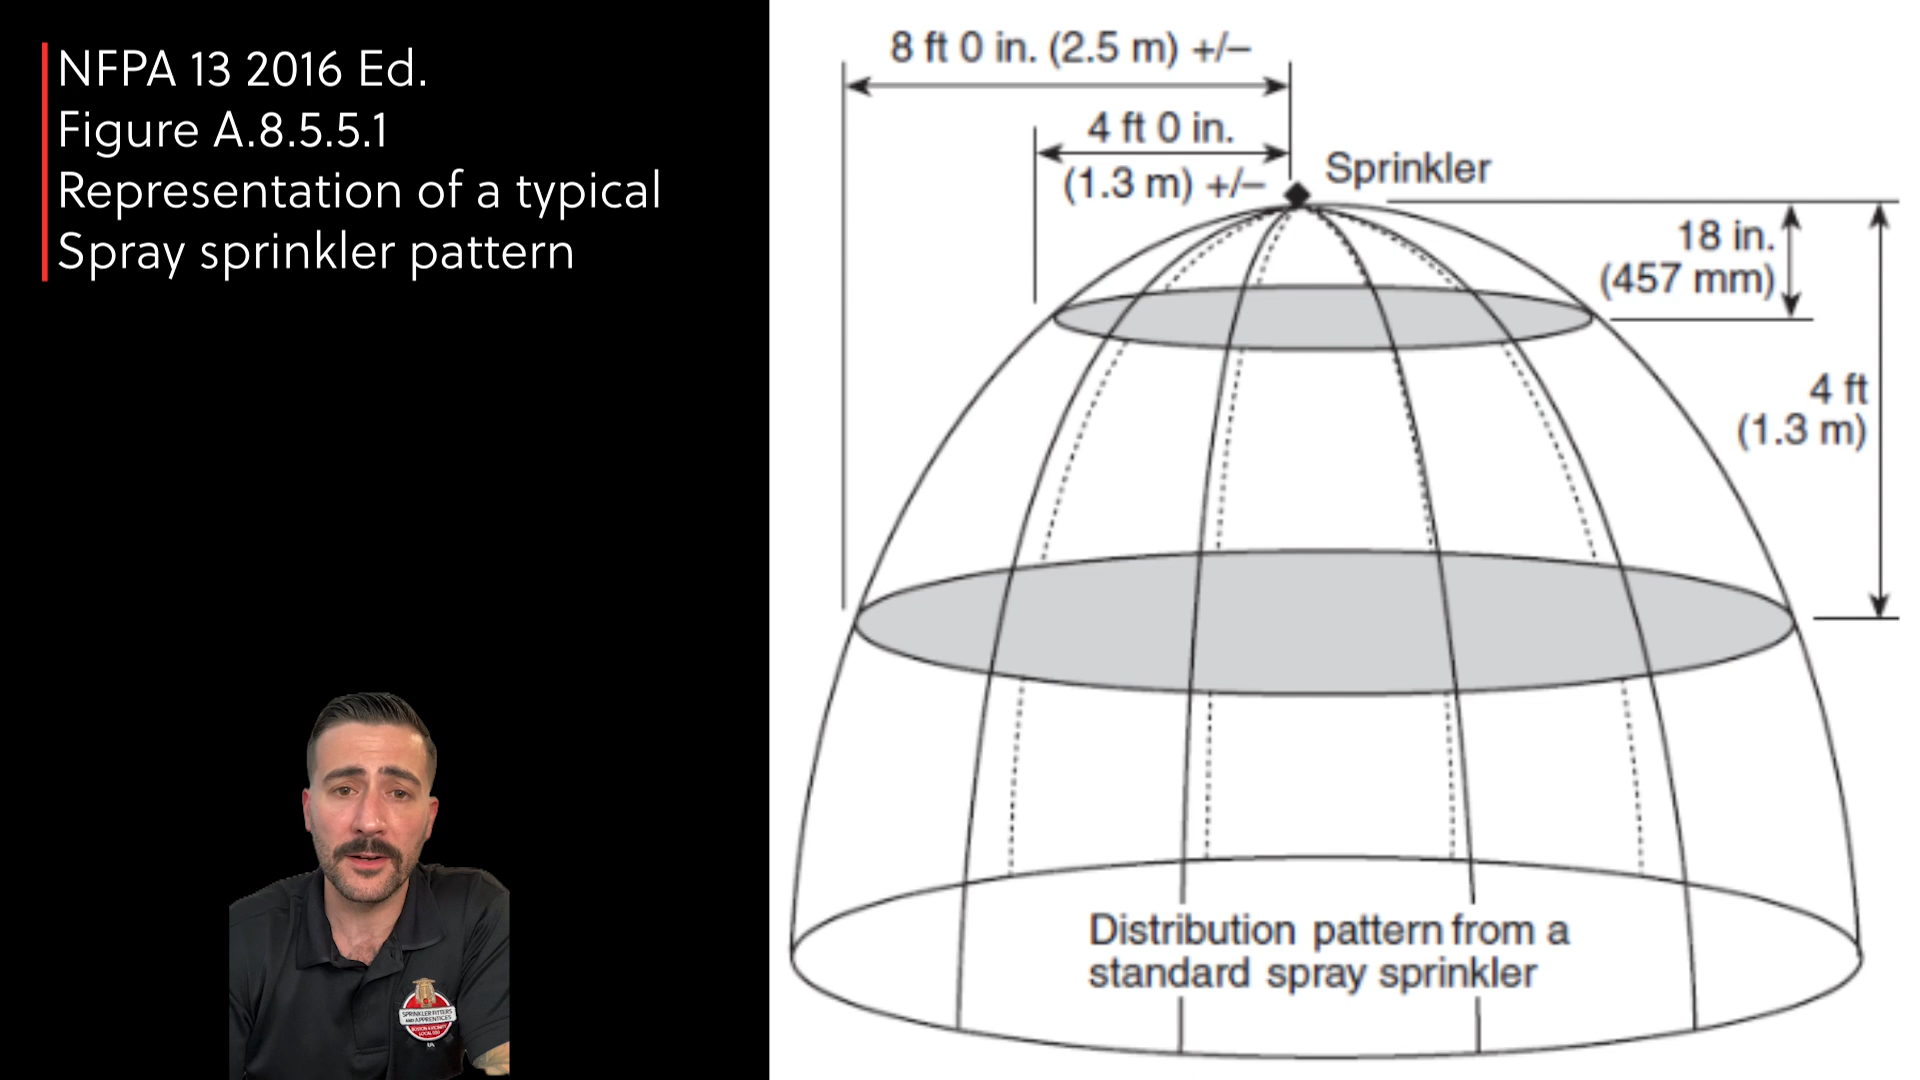 NFPA 13 2016 Ed.
Figure A.8.5.5.1
Representation of a typical
Spray sprinkler pattern
8 ft 0 in. (2.5 m) +/–
4 ft 0 in.
(1.3 m) +/–
Sprinkler
18 in.
(457 mm)
4 ft
(1.3 m)
Distribution pattern from a
standard spray sprinkler
SPRINKLER FITTERS
AND APPRENTICES
LOCAL 550